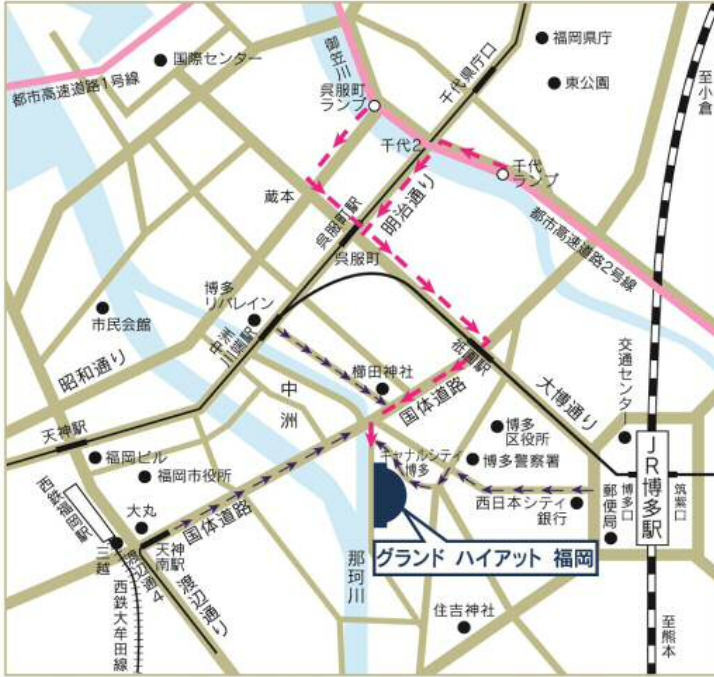 国際センター
都市高速道路1号線
御笠川
呉服町
ランプ
千代県庁口
福岡県庁
東公園
至小倉
千代2
千代
ランプ
蔵本
呉服町駅
明治通り
呉服町
都市高速道路2号線
博多
リバレイン
市民会館
中洲
川端駅
昭和通り
櫛田神社
祇園駅
国体道路
大博通り
交通センター
中洲
天神駅
福岡ビル
福岡市役所
博多
区役所
博多警察署
キャナルシティ
博多
西日本シティ
銀行
JR博多駅
博多口
筑紫口
郵便局
西鉄
福岡駅
大丸
国体道路
三越
天神
南駅
渡辺通4
渡辺通り
西鉄大牟田線
那珂川
グランド ハイアット 福岡
住吉神社
至熊本